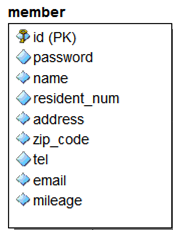 member
id (PK)
password
name
resident_num
address
zip_code
tel
email
mileage